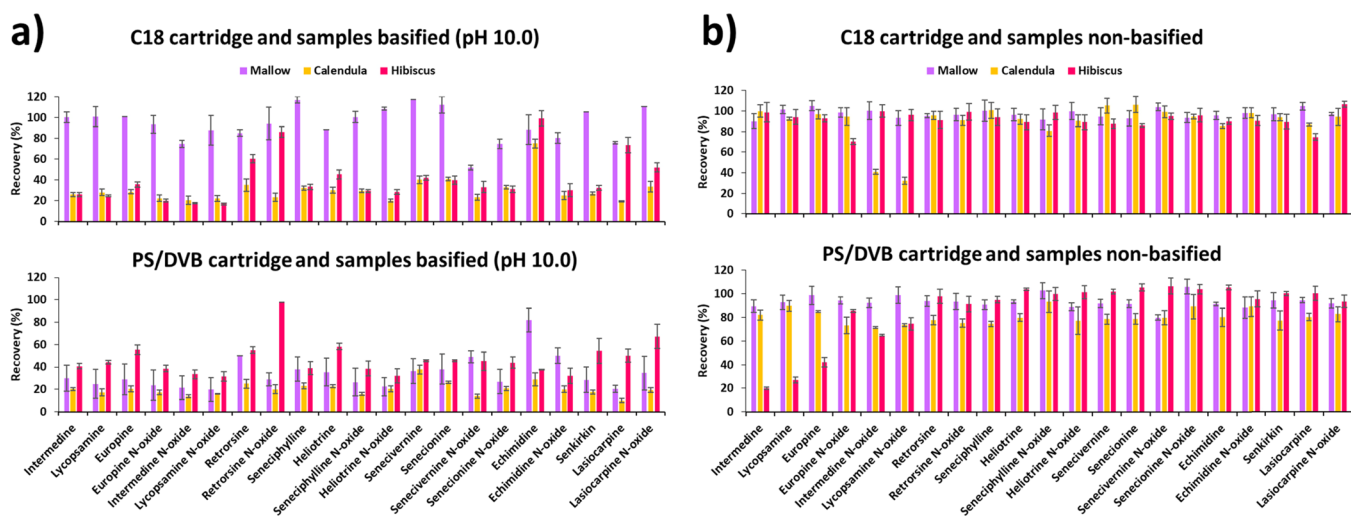 a)
C18 cartridge and samples basified (pH 10.0)
Mallow Calendula Hibiscus
Recovery (%)
120
100
80
60
40
20
0
PS/DVB cartridge and samples basified (pH 10.0)
Recovery (%)
120
100
80
60
40
20
0
Intermedine
Lycopsamine
Europine
Europine N-oxide
Intermedine N-oxide
Lycopsamine N-oxide
Retrorsine
Retrorsine N-oxide
Seneciphylline
Heliotrine
Seneciphylline N-oxide
Heliotrine N-oxide
Senecivernine
Senecionine
Senecivernine N-oxide
Senecionine N-oxide
Echimidine
Echimidine N-oxide
Senkirkin
Lasiocarpine
Lasiocarpine N-oxide
b)
C18 cartridge and samples non-basified
Mallow Calendula Hibiscus
Recovery (%)
120
100
80
60
40
20
0
PS/DVB cartridge and samples non-basified
Recovery (%)
120
100
80
60
40
20
0
Intermedine
Lycopsamine
Europine
Europine N-oxide
Intermedine N-oxide
Lycopsamine N-oxide
Retrorsine
Retrorsine N-oxide
Seneciphylline
Heliotrine
Seneciphylline N-oxide
Heliotrine N-oxide
Senecivernine
Senecionine
Senecivernine N-oxide
Senecionine N-oxide
Echimidine
Echimidine N-oxide
Senkirkin
Lasiocarpine
Lasiocarpine N-oxide